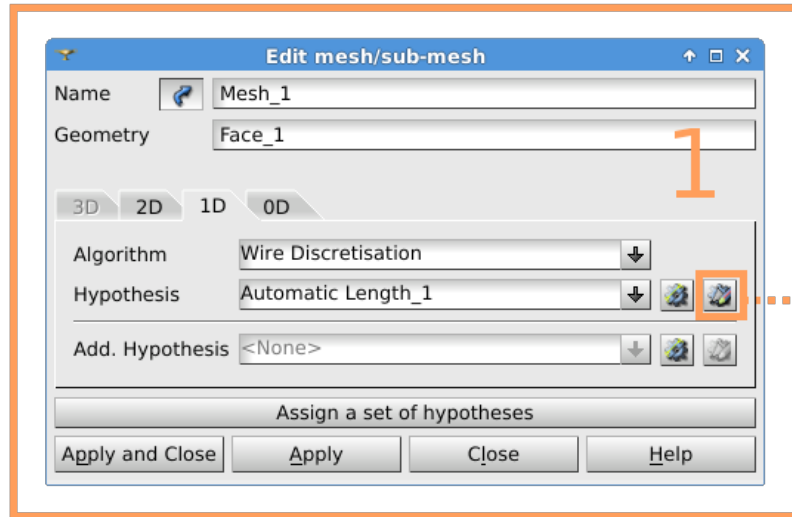 Edit mesh/sub-mesh
Name Mesh_1
Geometry Face_1
1
3D 2D 1D 0D
Algorithm Wire Discretisation
Hypothesis Automatic Length_1
Add. Hypothesis <None>
Assign a set of hypotheses
Apply and Close Apply Close Help